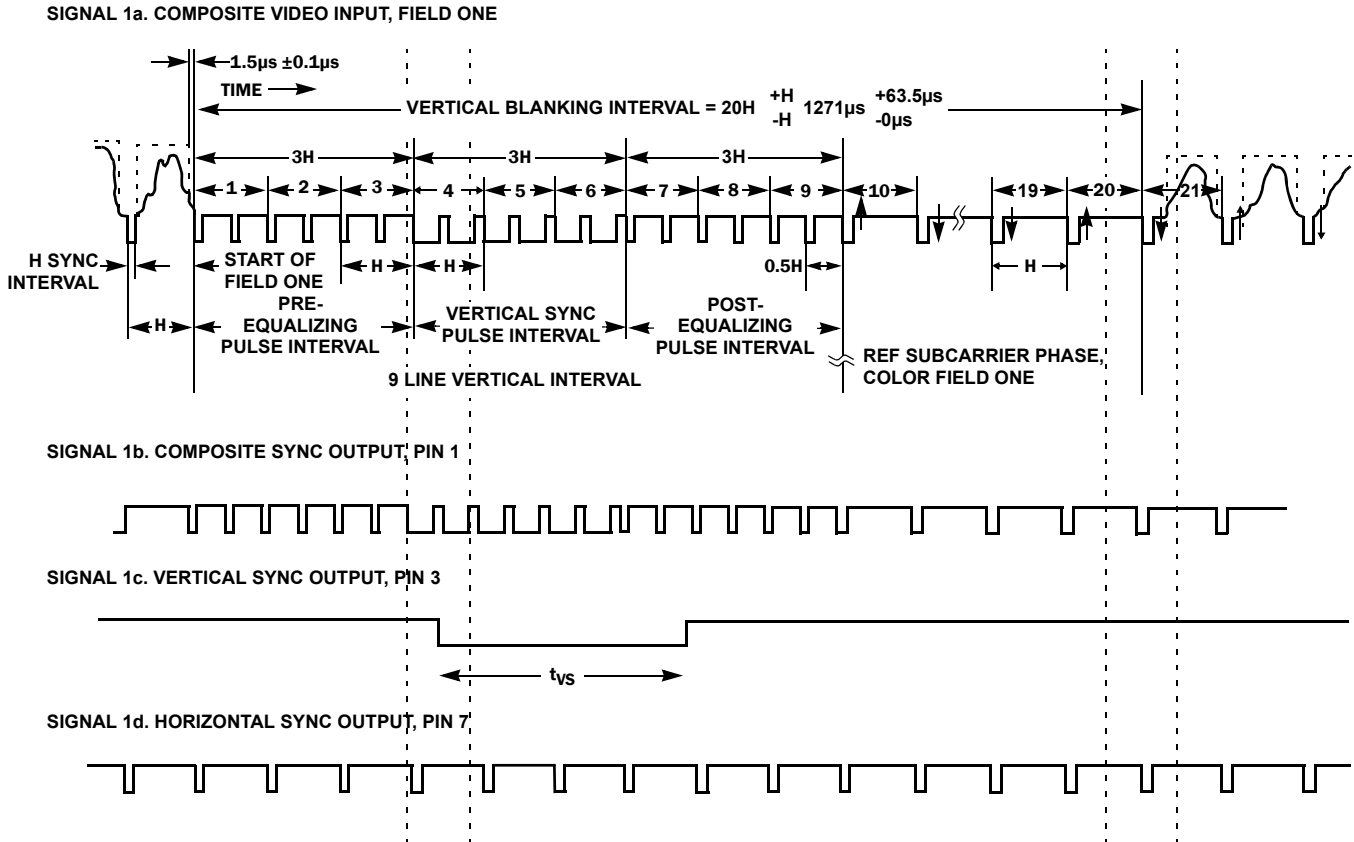 SIGNAL 1a. COMPOSITE VIDEO INPUT, FIELD ONE
1.5µs ±0.1µs
TIME
VERTICAL BLANKING INTERVAL = 20H +H -H 1271µs +63.5µs -0µs
3H 3H 3H
1 2 3 4 5 6 7 8 9 10 19 20 21
H SYNC
INTERVAL
START OF
FIELD ONE
H H 0.5H H
H
PRE-
EQUALIZING
PULSE INTERVAL
VERTICAL SYNC
PULSE INTERVAL
POST-
EQUALIZING
PULSE INTERVAL
REF SUBCARRIER PHASE,
COLOR FIELD ONE
9 LINE VERTICAL INTERVAL
SIGNAL 1b. COMPOSITE SYNC OUTPUT, PIN 1
SIGNAL 1c. VERTICAL SYNC OUTPUT, PIN 3
tVS
SIGNAL 1d. HORIZONTAL SYNC OUTPUT, PIN 7